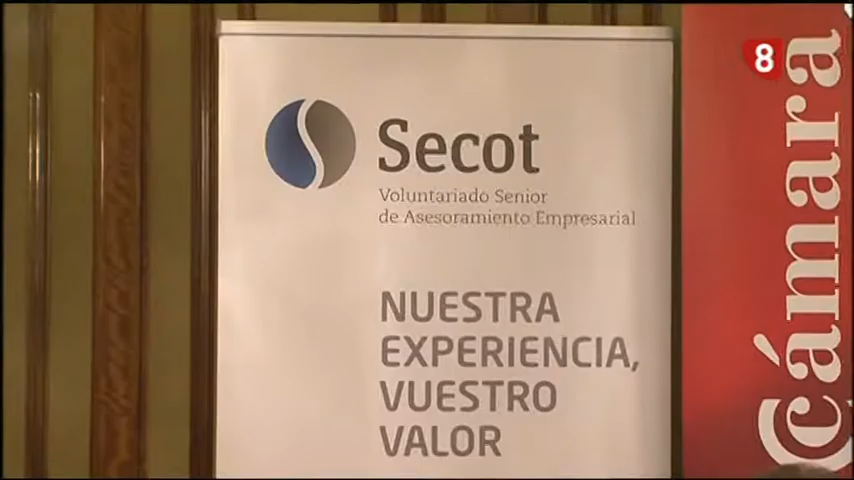 Secot
Voluntariado Senior
de Asesoramiento Empresarial
NUESTRA
EXPERIENCIA,
VUESTRO
VALOR
8
cámara